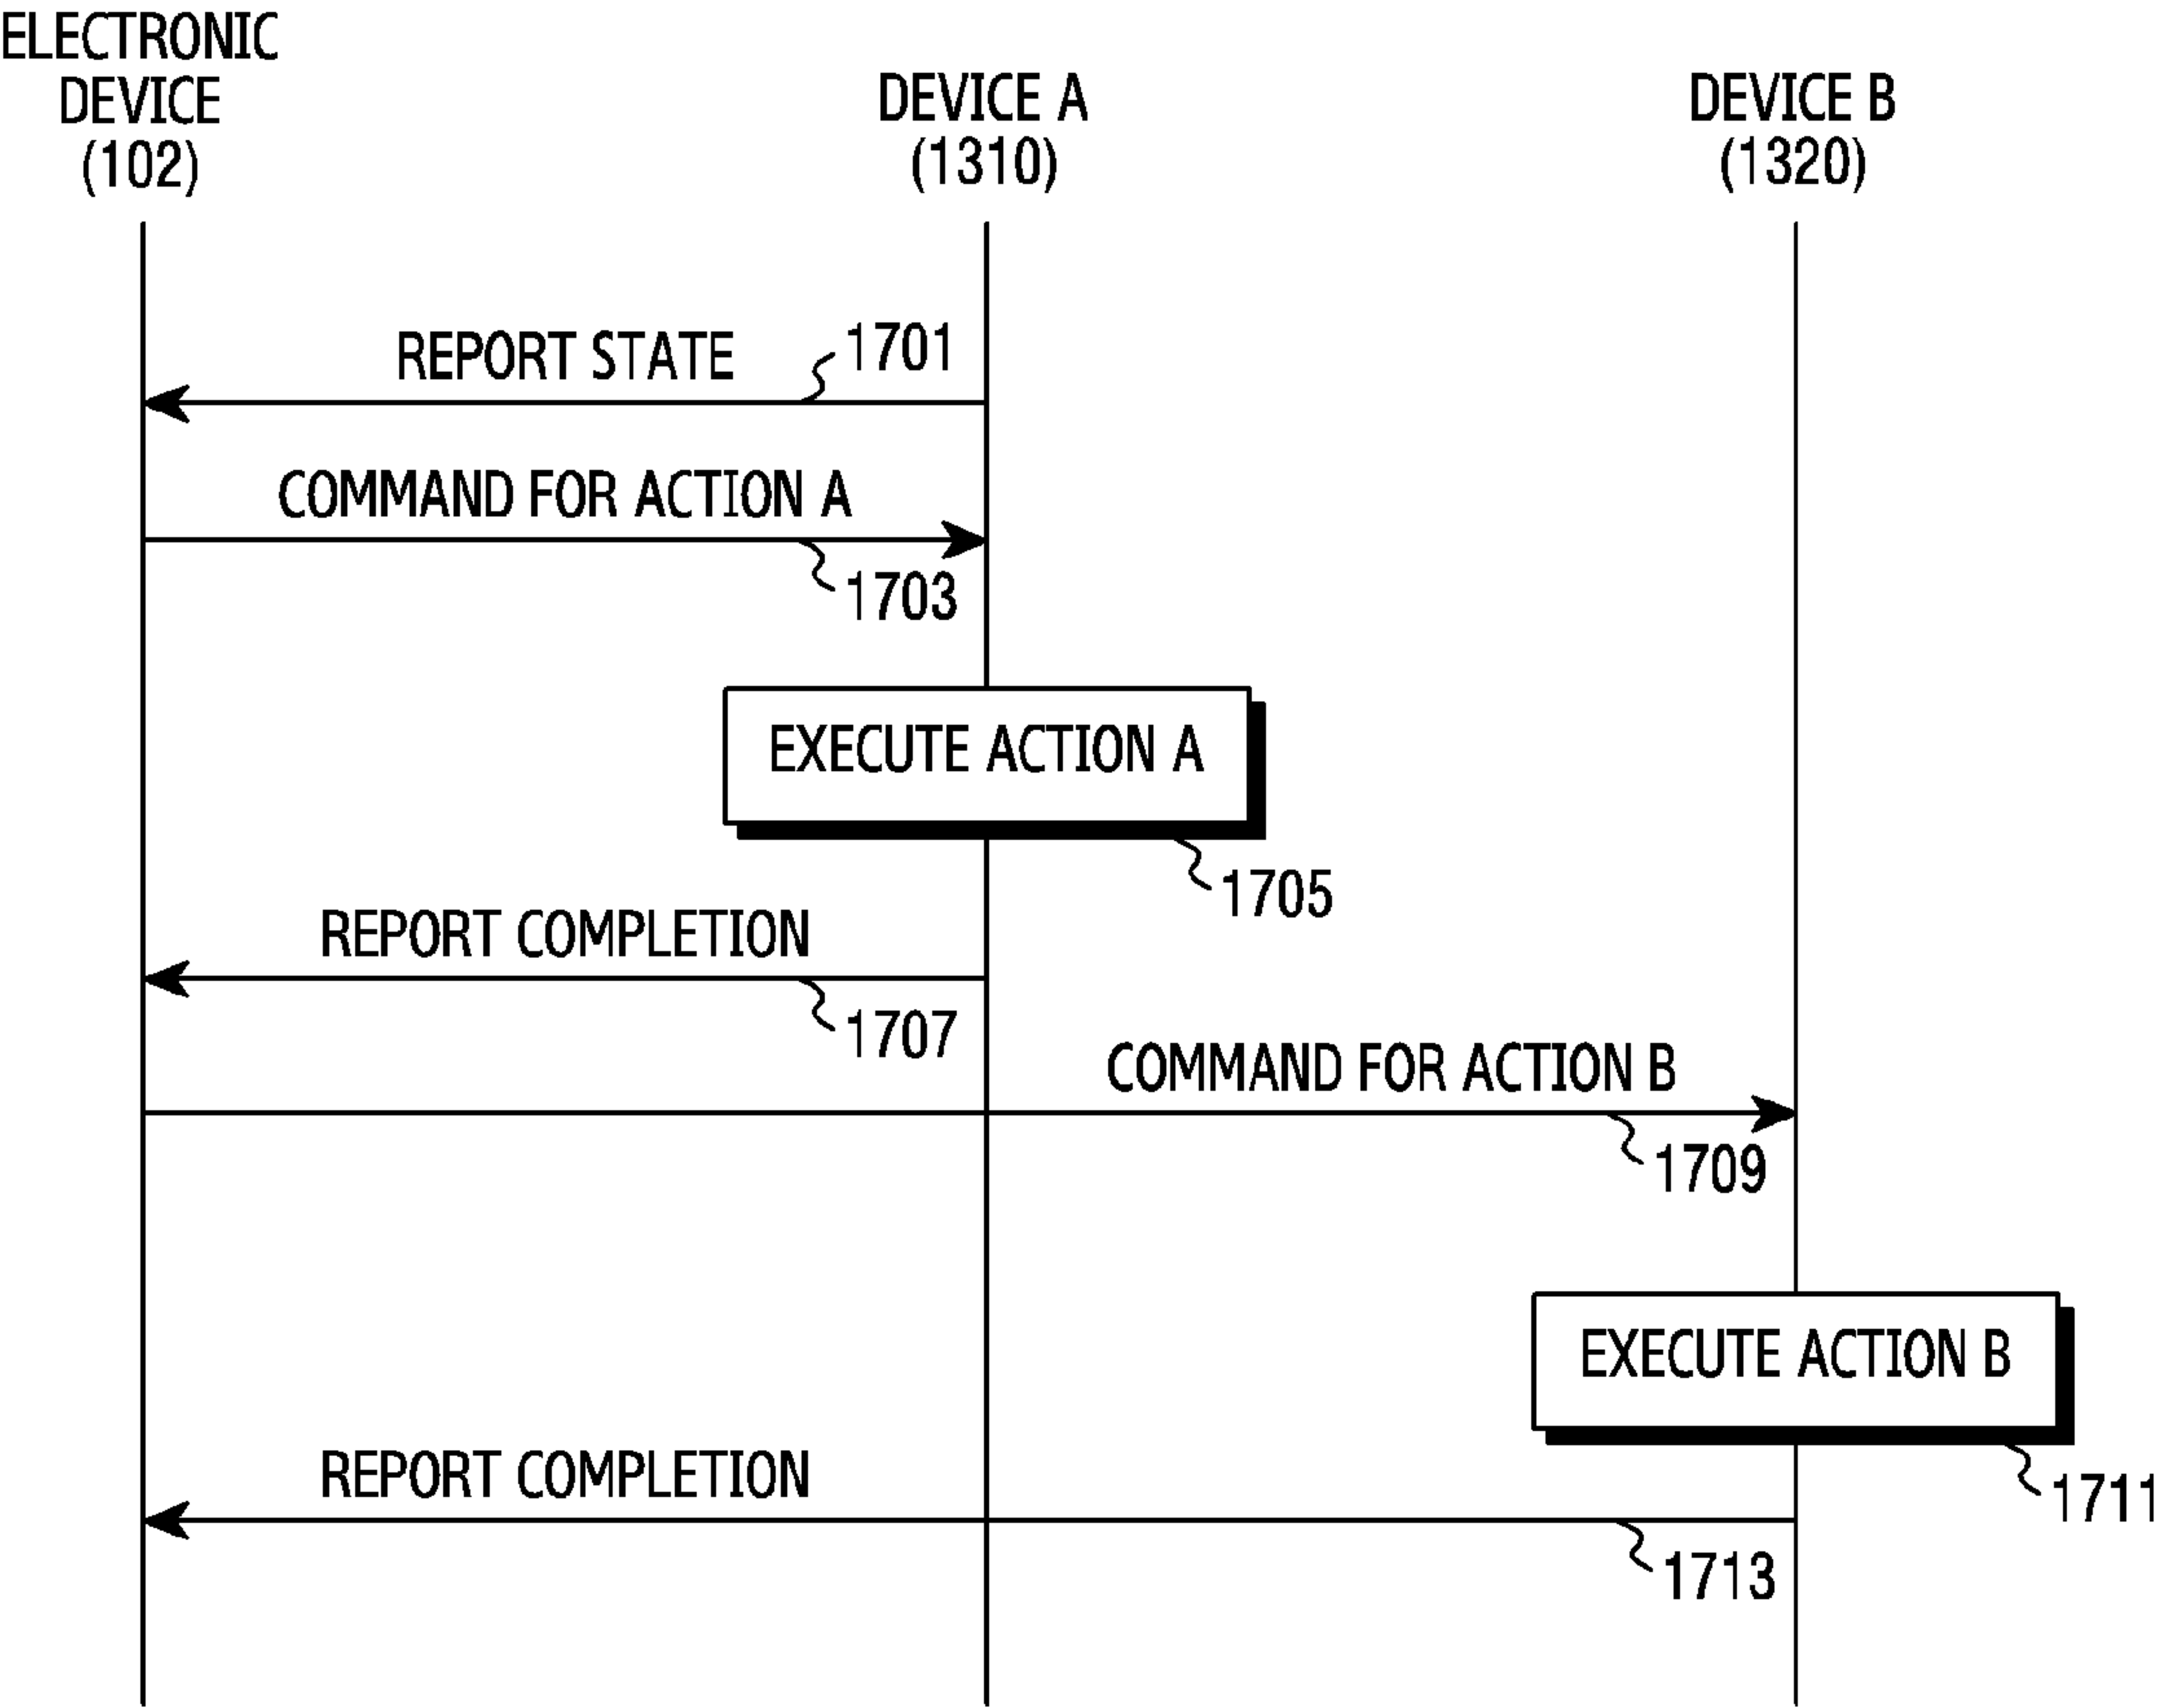 ELECTRONIC
DEVICE
(102)
DEVICE A
(1310)
DEVICE B
(1320)
REPORT STATE
1701
COMMAND FOR ACTION A
1703
EXECUTE ACTION A
1705
REPORT COMPLETION
1707
COMMAND FOR ACTION B
1709
EXECUTE ACTION B
1711
REPORT COMPLETION
1713